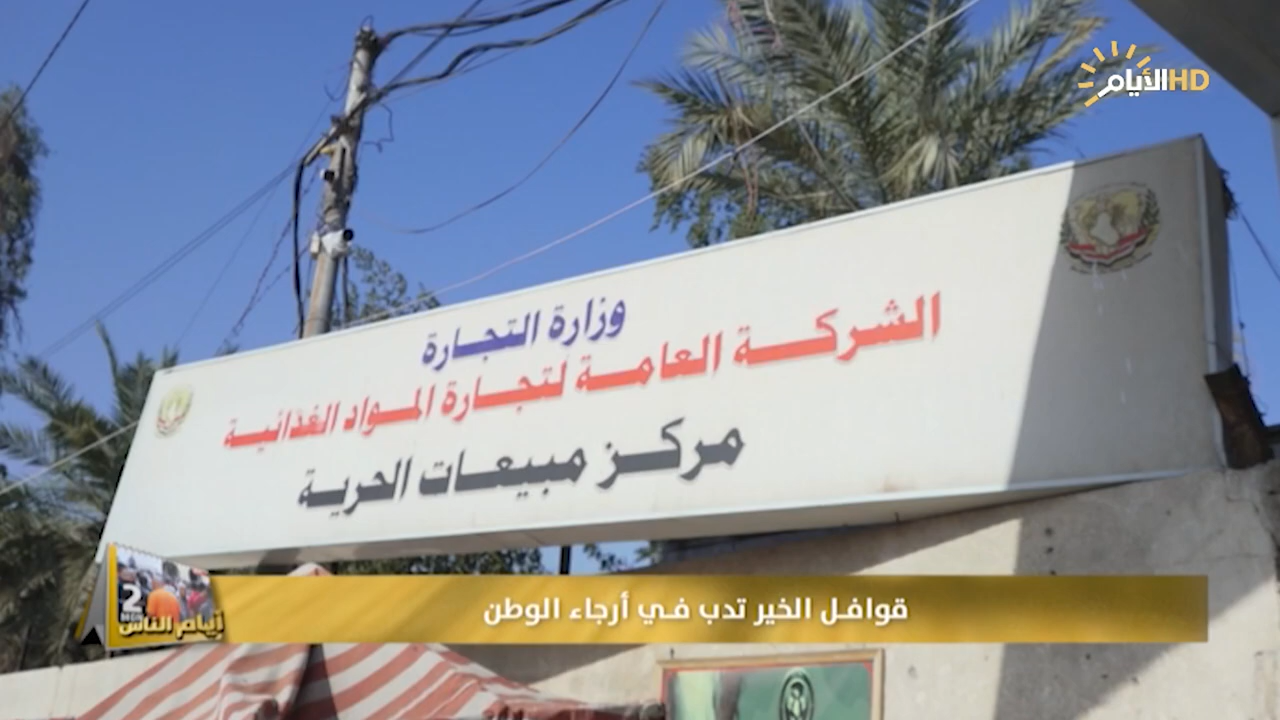 الأيام HD
وزارة التجارة
الشركة العامة لتجارة المواد الغذائية
مركز مبيعات الحرية
قوافل الخير تدب في أرجاء الوطن
2
أيام الناس